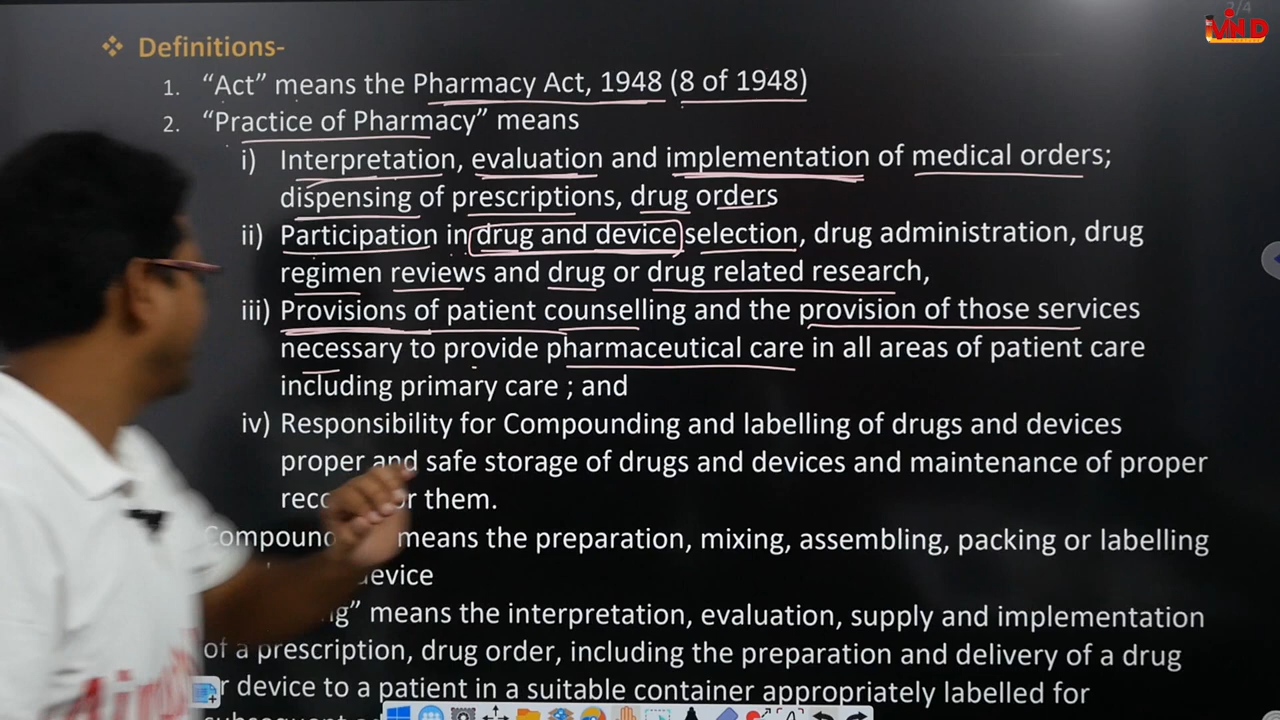 2/4
ViN D
❖ Definitions-
1. “Act” means the Pharmacy Act, 1948 (8 of 1948)
2. “Practice of Pharmacy” means
i) Interpretation, evaluation and implementation of medical orders;
dispensing of prescriptions, drug orders
ii) Participation in drug and device selection, drug administration, drug
regimen reviews and drug or drug related research,
iii) Provisions of patient counselling and the provision of those services
necessary to provide pharmaceutical care in all areas of patient care
including primary care ; and
iv) Responsibility for Compounding and labelling of drugs and devices
proper and safe storage of drugs and devices and maintenance of proper
them.
means the preparation, mixing, assembling, packing or labelling
device
means the interpretation, evaluation, supply and implementation
of a prescription, drug order, including the preparation and delivery of a drug
device to a patient in a suitable container appropriately labelled for